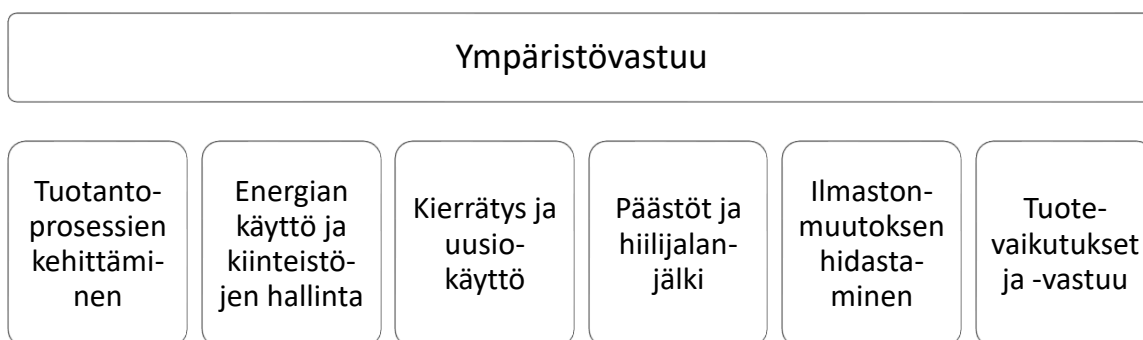 Ympäristövastuu
Tuotanto-
prosessien
kehittämi-
nen
Energian
käyttö ja
kiinteistö-
jen hallinta
Kierrätys ja
uusio-
käyttö
Päästöt ja
hiilijalan-
jälki
Ilmaston-
muutoksen
hidasta-
minen
Tuote-
vaikutukset
ja -vastuu